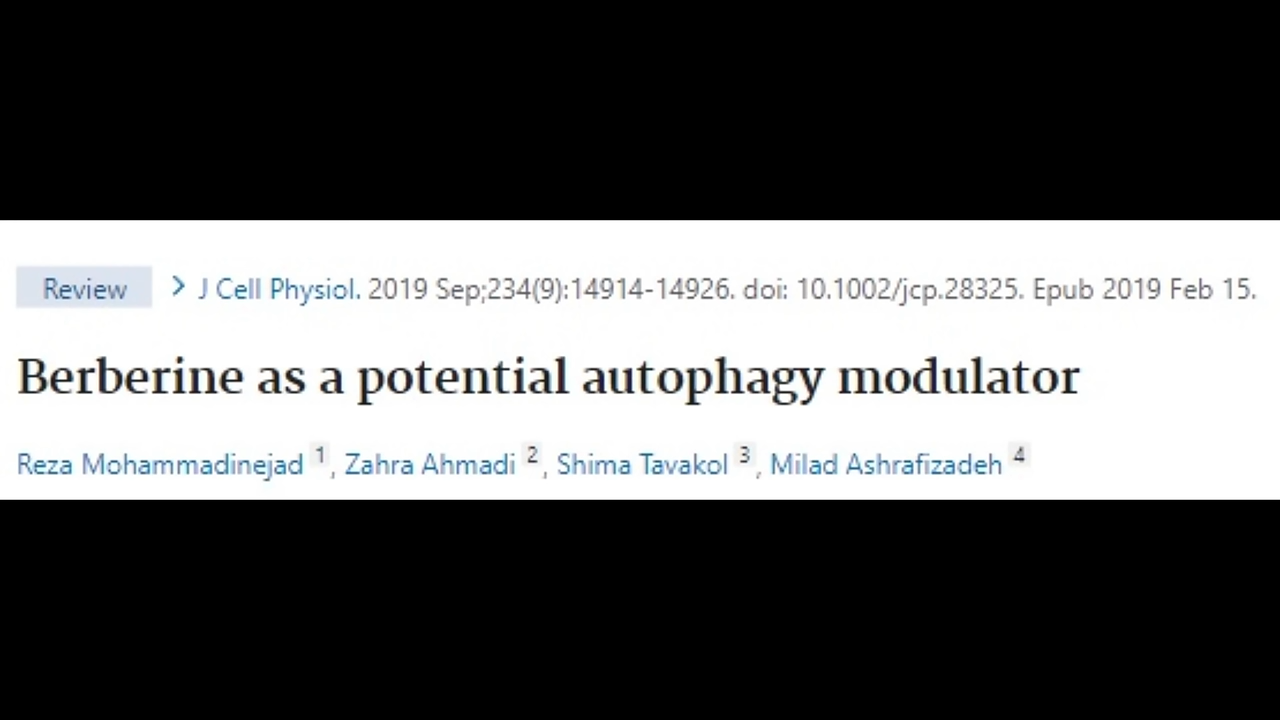 Review > J Cell Physiol. 2019 Sep;234(9):14914-14926. doi: 10.1002/jcp.28325. Epub 2019 Feb 15.
Berberine as a potential autophagy modulator
Reza Mohammadinejad 1, Zahra Ahmadi 2, Shima Tavakol 3, Milad Ashrafizadeh 4